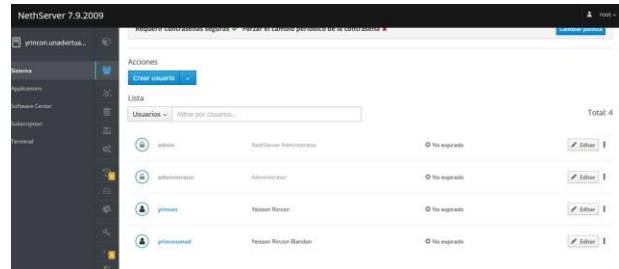 NethServer 7.9.2009
root
yrincon.unadvirtua...
Requerir contraseñas seguras ✔ Forzar el cambio periódico de la contraseña ✖
Cambiar política
Sistema
Applications
Software Center
Subscription
Terminal
Acciones
Crear usuario
Lista
Usuarios
Filtrar por Usuarios...
Total: 4
admin NethServer Administrator No expirado Editar
administrator Administrator No expirado Editar
yrincon Yeisson Rincon No expirado Editar
yrinconunad Yeisson Rincon Blandon No expirado Editar